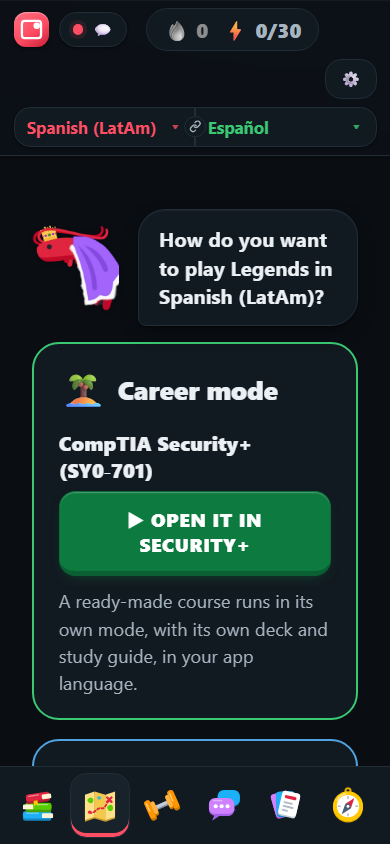 0 0/30
Spanish (LatAm) Español
How do you want
to play Legends in
Spanish (LatAm)?
Career mode
CompTIA Security+
(SY0-701)
▶ OPEN IT IN
SECURITY+
A ready-made course runs in its
own mode, with its own deck and
study guide, in your app
language.